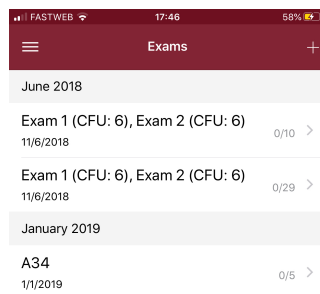 FASTWEB 17:46 58%
Exams
June 2018
Exam 1 (CFU: 6), Exam 2 (CFU: 6)
0/10
11/6/2018
Exam 1 (CFU: 6), Exam 2 (CFU: 6)
0/29
11/6/2018
January 2019
A34
0/5
1/1/2019